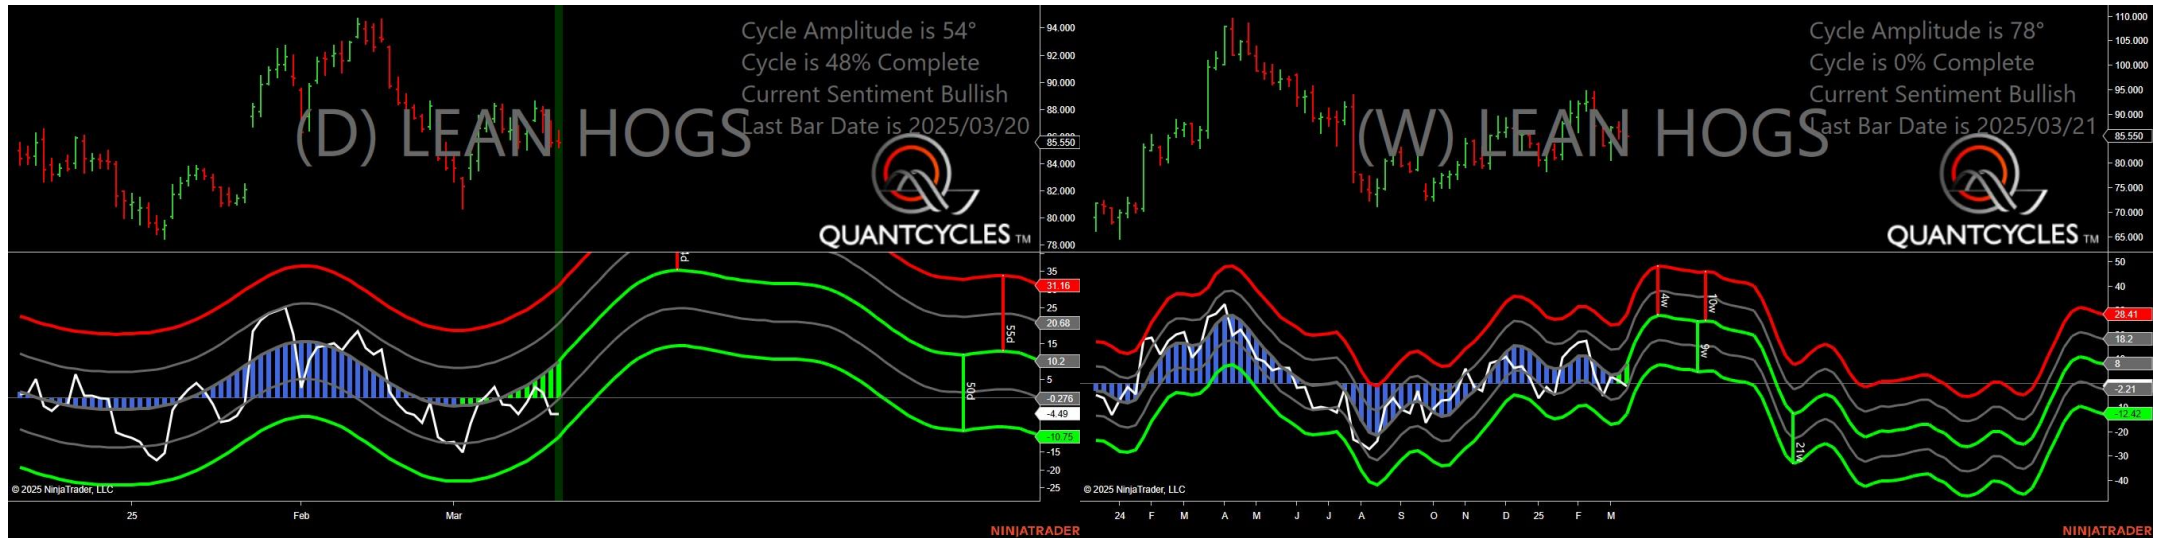 Cycle Amplitude is 54°
Cycle is 48% Complete
Current Sentiment Bullish
Last Bar Date is 2025/03/20
(D) LEAN HOGS
QUANTCYCLES TM
94.000
92.000
90.000
88.000
85.550
84.000
82.000
80.000
78.000
35
31.16
25
20.68
15
10.2
5
-0.276
-4.49
-10.75
-15
-20
-25
1d
55d
50d
© 2025 NinjaTrader, LLC
25 Feb Mar
NINJATRADER
Cycle Amplitude is 78°
Cycle is 0% Complete
Current Sentiment Bullish
Last Bar Date is 2025/03/21
(W) LEAN HOGS
QUANTCYCLES TM
110.000
105.000
100.000
95.000
90.000
85.550
80.000
75.000
70.000
65.000
50
40
28.41
18.2
8
-2.21
-12.42
-20
-30
-40
4w
10w
9w
21w
© 2025 NinjaTrader, LLC
24 F M A M J J A S O N D 25 F M
NINJATRADER